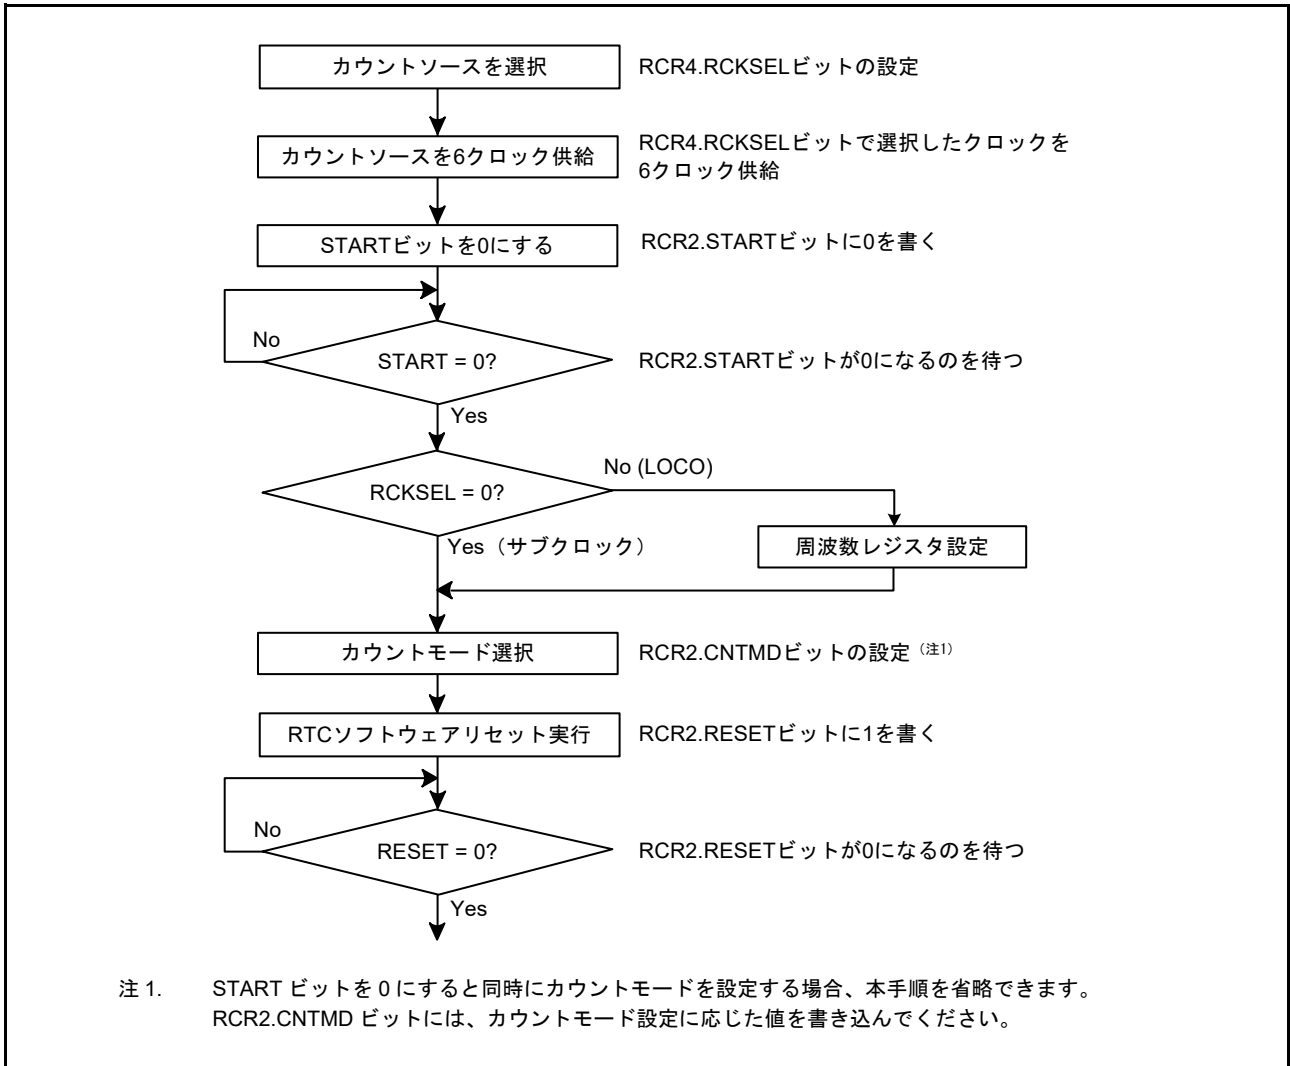 カウントソースを選択
RCR4.RCKSELビットの設定
カウントソースを6クロック供給
RCR4.RCKSELビットで選択したクロックを
6クロック供給
STARTビットを0にする
RCR2.STARTビットに0を書く
No
START = 0?
RCR2.STARTビットが0になるのを待つ
Yes
No (LOCO)
RCKSEL = 0?
Yes（サブクロック）
周波数レジスタ設定
カウントモード選択
RCR2.CNTMDビットの設定（注1）
RTCソフトウェアリセット実行
RCR2.RESETビットに1を書く
No
RESET = 0?
RCR2.RESETビットが0になるのを待つ
Yes
注 1. START ビットを 0 にすると同時にカウントモードを設定する場合、本手順を省略できます。
RCR2.CNTMD ビットには、カウントモード設定に応じた値を書き込んでください。